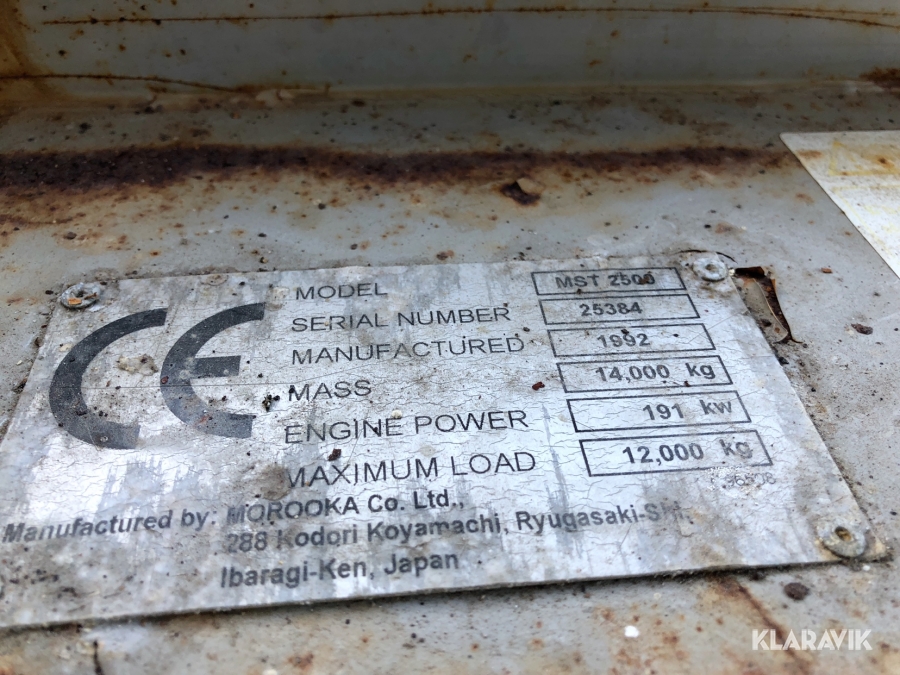 CE
MODEL MST 2500
SERIAL NUMBER 25384
MANUFACTURED 1992
MASS 14,000 kg
ENGINE POWER 191 kw
MAXIMUM LOAD 12,000 kg
Manufactured by: MOROOKA Co. Ltd.,
288 Kodori Koyamachi, Ryugasaki-Shi,
Ibaragi-Ken, Japan
KLARAVIK